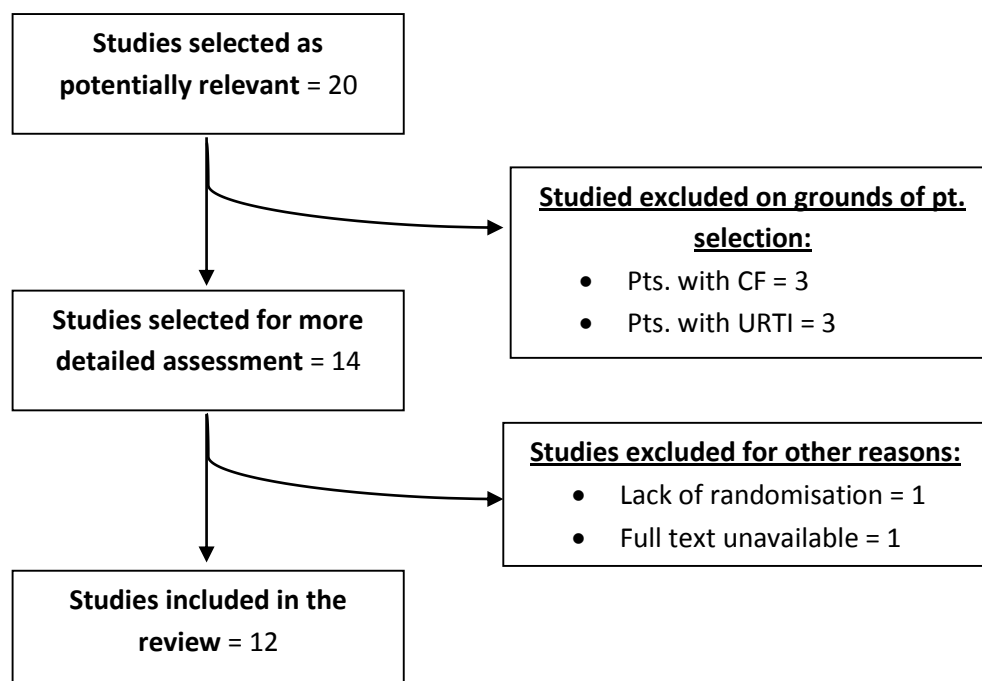 Studies selected as
potentially relevant = 20
Studied excluded on grounds of pt.
selection:
• Pts. with CF = 3
• Pts. with URTI = 3
Studies selected for more
detailed assessment = 14
Studies excluded for other reasons:
• Lack of randomisation = 1
• Full text unavailable = 1
Studies included in the
review = 12